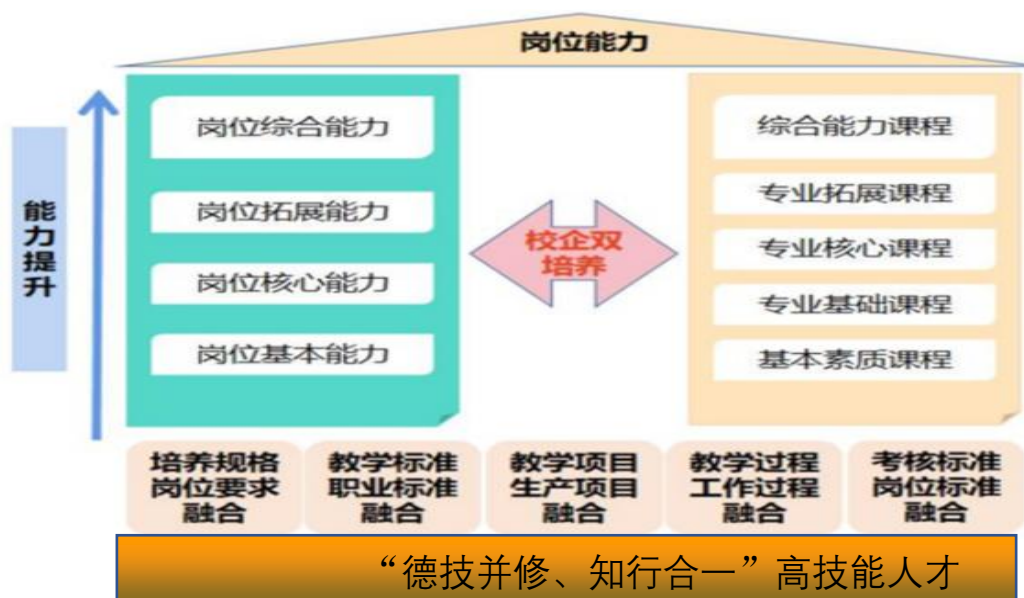 岗位能力
能
力
提
升
岗位综合能力
岗位拓展能力
岗位核心能力
岗位基本能力
校企双
培养
综合能力课程
专业拓展课程
专业核心课程
专业基础课程
基本素质课程
培养规格
岗位要求
融合
教学标准
职业标准
融合
教学项目
生产项目
融合
教学过程
工作过程
融合
考核标准
岗位标准
融合
“德技并修、知行合一”高技能人才